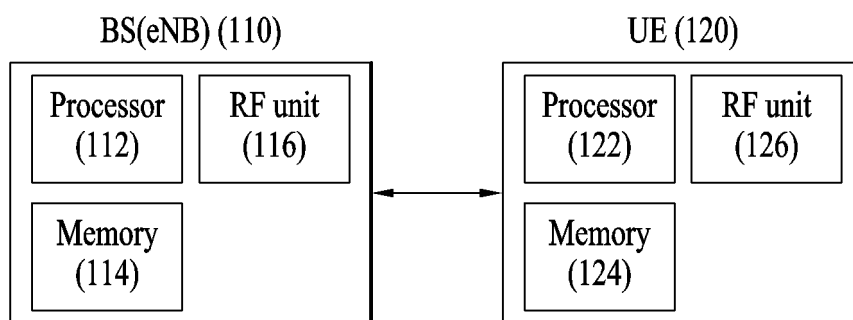 BS(eNB) (110)
UE (120)
Processor
(112)
RF unit
(116)
Processor
(122)
RF unit
(126)
Memory
(114)
Memory
(124)